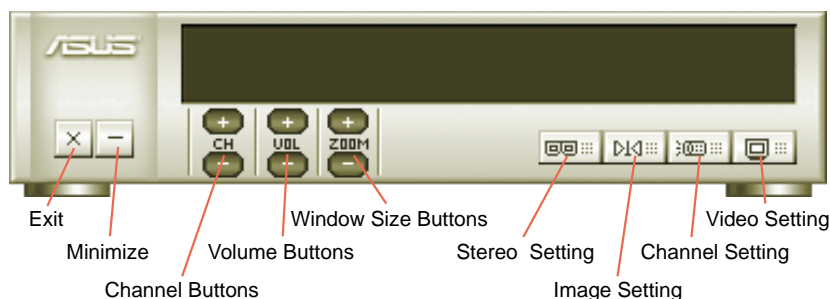 ASUS
+ + +
CH VOL ZOOM
- - -
Exit
Window Size Buttons
Video Setting
Minimize
Volume Buttons
Stereo Setting
Channel Setting
Channel Buttons
Image Setting